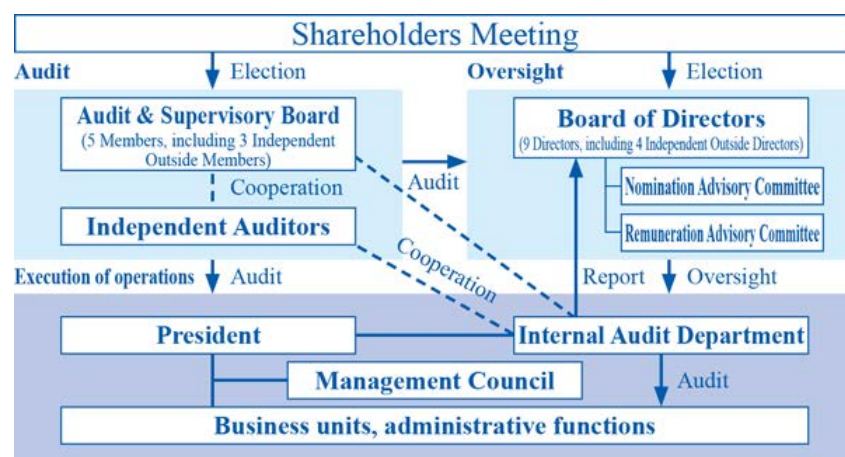 Shareholders Meeting
Audit
Election
Oversight
Election
Audit & Supervisory Board
(5 Members, including 3 Independent
Outside Members)
Board of Directors
(9 Directors, including 4 Independent Outside Directors)
Audit
Cooperation
Nomination Advisory Committee
Independent Auditors
Remuneration Advisory Committee
Cooperation
Execution of operations
Audit
Report
Oversight
President
Internal Audit Department
Management Council
Audit
Business units, administrative functions